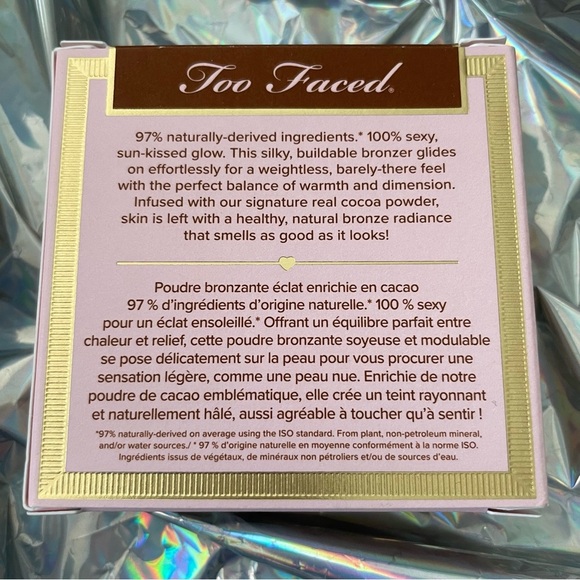 Too Faced.
97% naturally-derived ingredients.* 100% sexy,
sun-kissed glow. This silky, buildable bronzer glides
on effortlessly for a weightless, barely-there feel
with the perfect balance of warmth and dimension.
Infused with our signature real cocoa powder,
skin is left with a healthy, natural bronze radiance
that smells as good as it looks!
Poudre bronzante éclat enrichie en cacao
97 % d'ingrédients d'origine naturelle.* 100 % sexy
pour un éclat ensoleillé.* Offrant un équilibre parfait entre
chaleur et relief, cette poudre bronzante soyeuse et modulable
se pose délicatement sur la peau pour vous procurer une
sensation légère, comme une peau nue. Enrichie de notre
poudre de cacao emblématique, elle crée un teint rayonnant
et naturellement hâlé, aussi agréable à toucher qu'à sentir !
*97% naturally-derived on average using the ISO standard. From plant, non-petroleum mineral,
and/or water sources./ * 97 % d'origine naturelle en moyenne conformément à la norme ISO.
Ingrédients issus de végétaux, de minéraux non pétroliers et/ou de sources d'eau.